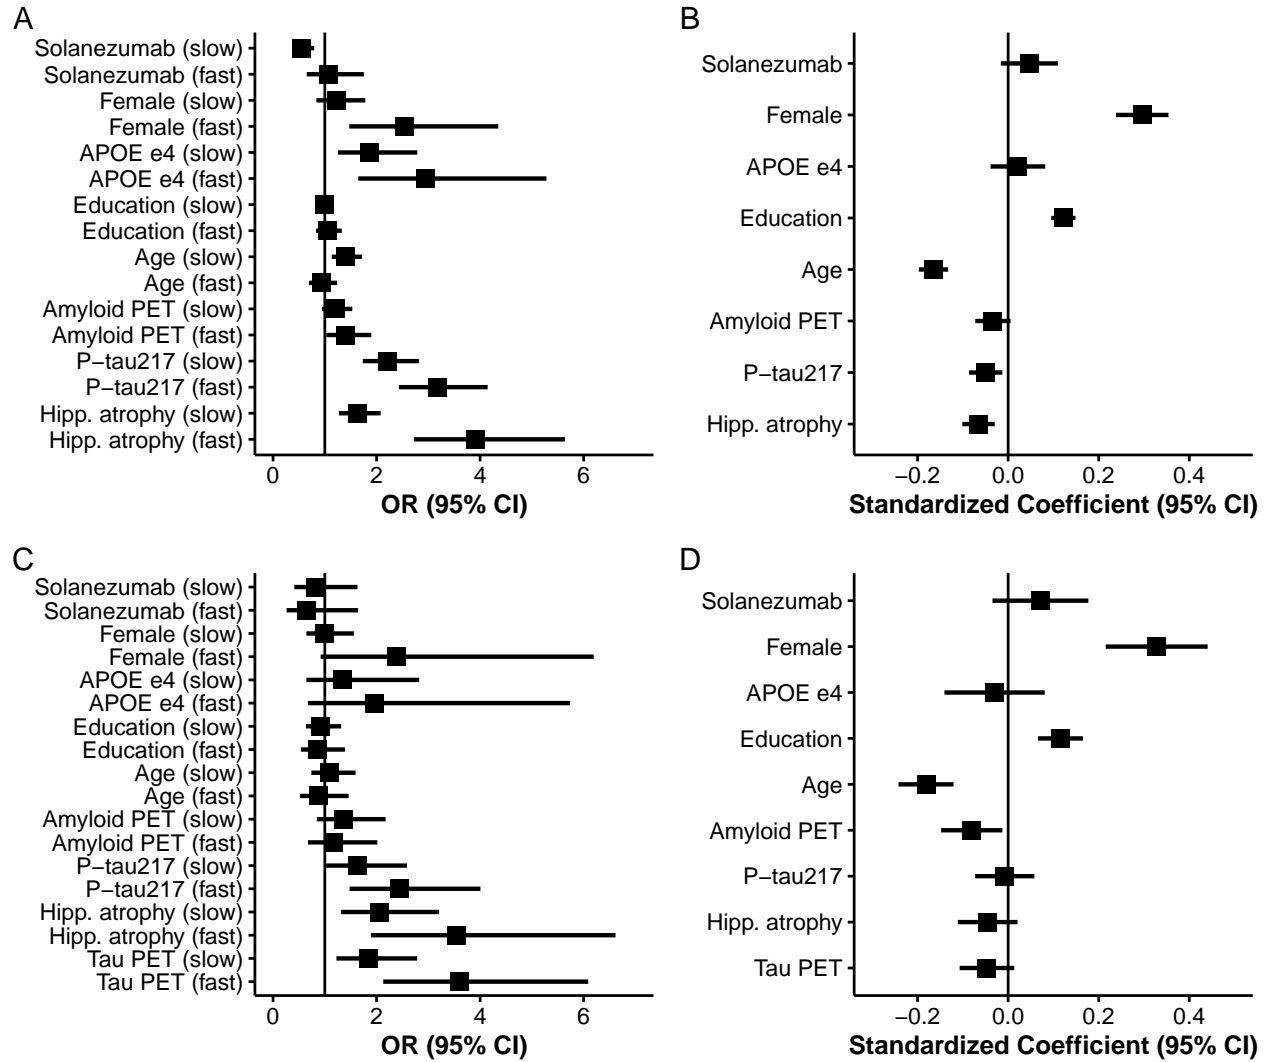 A
Solanezumab (slow)
Solanezumab (fast)
Female (slow)
Female (fast)
APOE e4 (slow)
APOE e4 (fast)
Education (slow)
Education (fast)
Age (slow)
Age (fast)
Amyloid PET (slow)
Amyloid PET (fast)
P−tau217 (slow)
P−tau217 (fast)
Hipp. atrophy (slow)
Hipp. atrophy (fast)
0 2 4 6
OR (95% CI)
B
Solanezumab
Female
APOE e4
Education
Age
Amyloid PET
P−tau217
Hipp. atrophy
−0.2 0.0 0.2 0.4
Standardized Coefficient (95% CI)
C
Solanezumab (slow)
Solanezumab (fast)
Female (slow)
Female (fast)
APOE e4 (slow)
APOE e4 (fast)
Education (slow)
Education (fast)
Age (slow)
Age (fast)
Amyloid PET (slow)
Amyloid PET (fast)
P−tau217 (slow)
P−tau217 (fast)
Hipp. atrophy (slow)
Hipp. atrophy (fast)
Tau PET (slow)
Tau PET (fast)
0 2 4 6
OR (95% CI)
D
Solanezumab
Female
APOE e4
Education
Age
Amyloid PET
P−tau217
Hipp. atrophy
Tau PET
−0.2 0.0 0.2 0.4
Standardized Coefficient (95% CI)